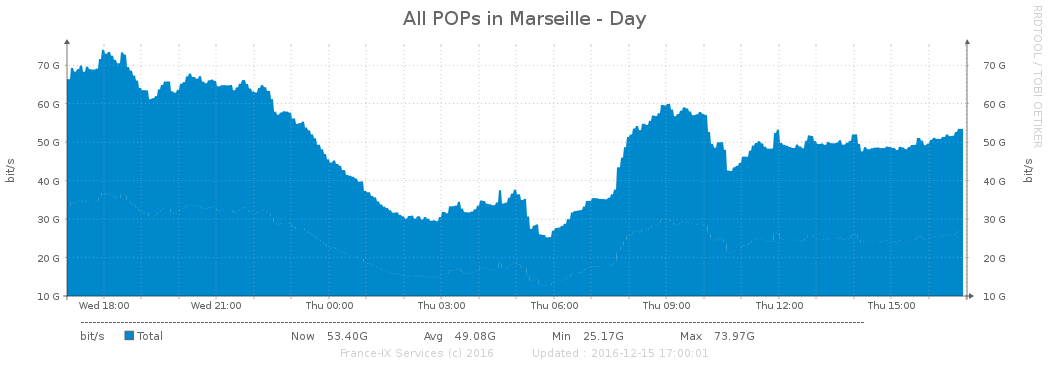 All POPs in Marseille - Day
RRDTOOL / TOBI OETIKER
bit/s
70 G 70 G
60 G 60 G
50 G 50 G
40 G 40 G
30 G 30 G
20 G 20 G
10 G 10 G
bit/s
Wed 18:00 Wed 21:00 Thu 00:00 Thu 03:00 Thu 06:00 Thu 09:00 Thu 12:00 Thu 15:00
bit/s Total Now 53.40G Avg 49.08G Min 25.17G Max 73.97G
France-IX Services (c) 2016 Updated : 2016-12-15 17:00:01